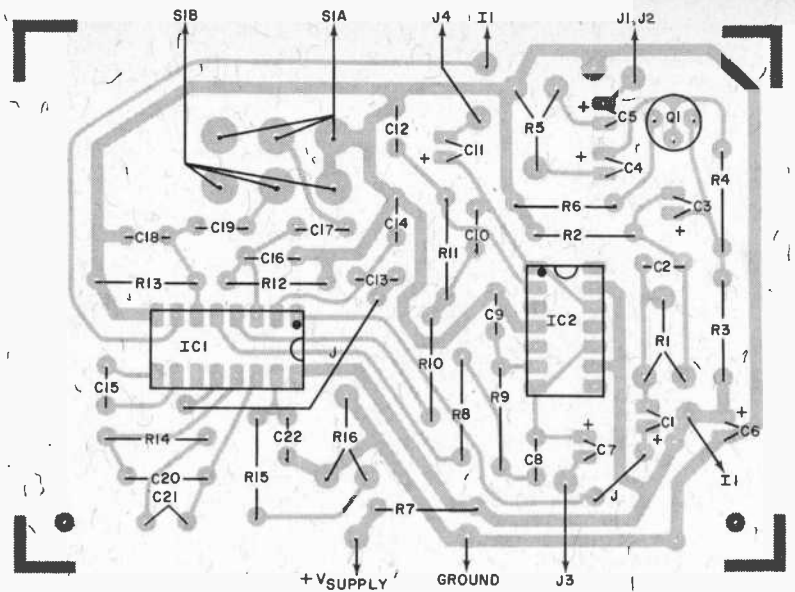 S1B S1A J4 I1 J1, J2
C12 C11 R5 C5 Q1
C4 R4
C19 C17 C14 R11 C10 R6 C3
C18 R2
C16 C2
R13 R12 C13
IC1 J C9 IC2 R1 R3
C15 R10 R8 R9
R14 C22 R16 C1 C6
C20 R15 C8 C7
C21 J I1
R7
+VSUPPLY GROUND J3